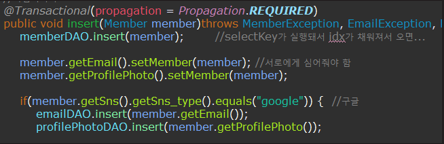 @Transactional(propagation = Propagation.REQUIRED)
public void insert(Member member)throws MemberException, EmailException,
memberDAO.insert(member); //selectKey가 실행돼서 idx가 채워져서 오면...
member.getEmail().setMember(member); //서로에게 심어줘야 함
member.getProfilePhoto().setMember(member);
if(member.getSns().getSns_type().equals("google")) { //구글
emailDAO.insert(member.getEmail());
profilePhotoDAO.insert(member.getProfilePhoto());